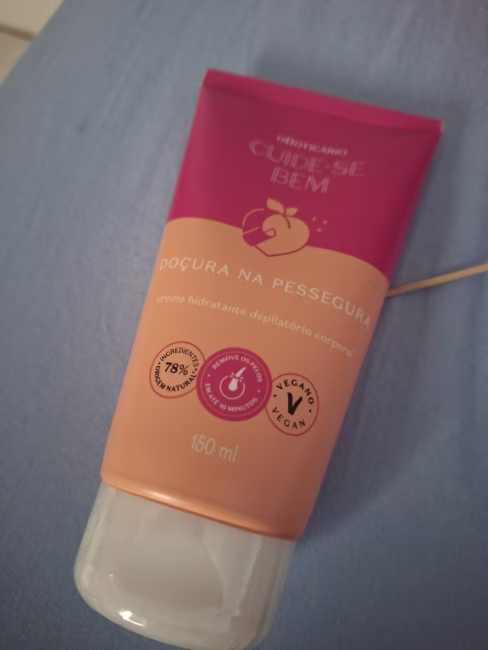 oBOTICÁRIO
CUIDE-SE
BEM
DOÇURA NA PESSEGURA
creme hidratante depilatório corporal
INGREDIENTES
78%
ORIGEM NATURAL
REMOVE OS PELOS
EM ATÉ 10 MINUTOS
VEGANO
V
VEGAN
150 ml